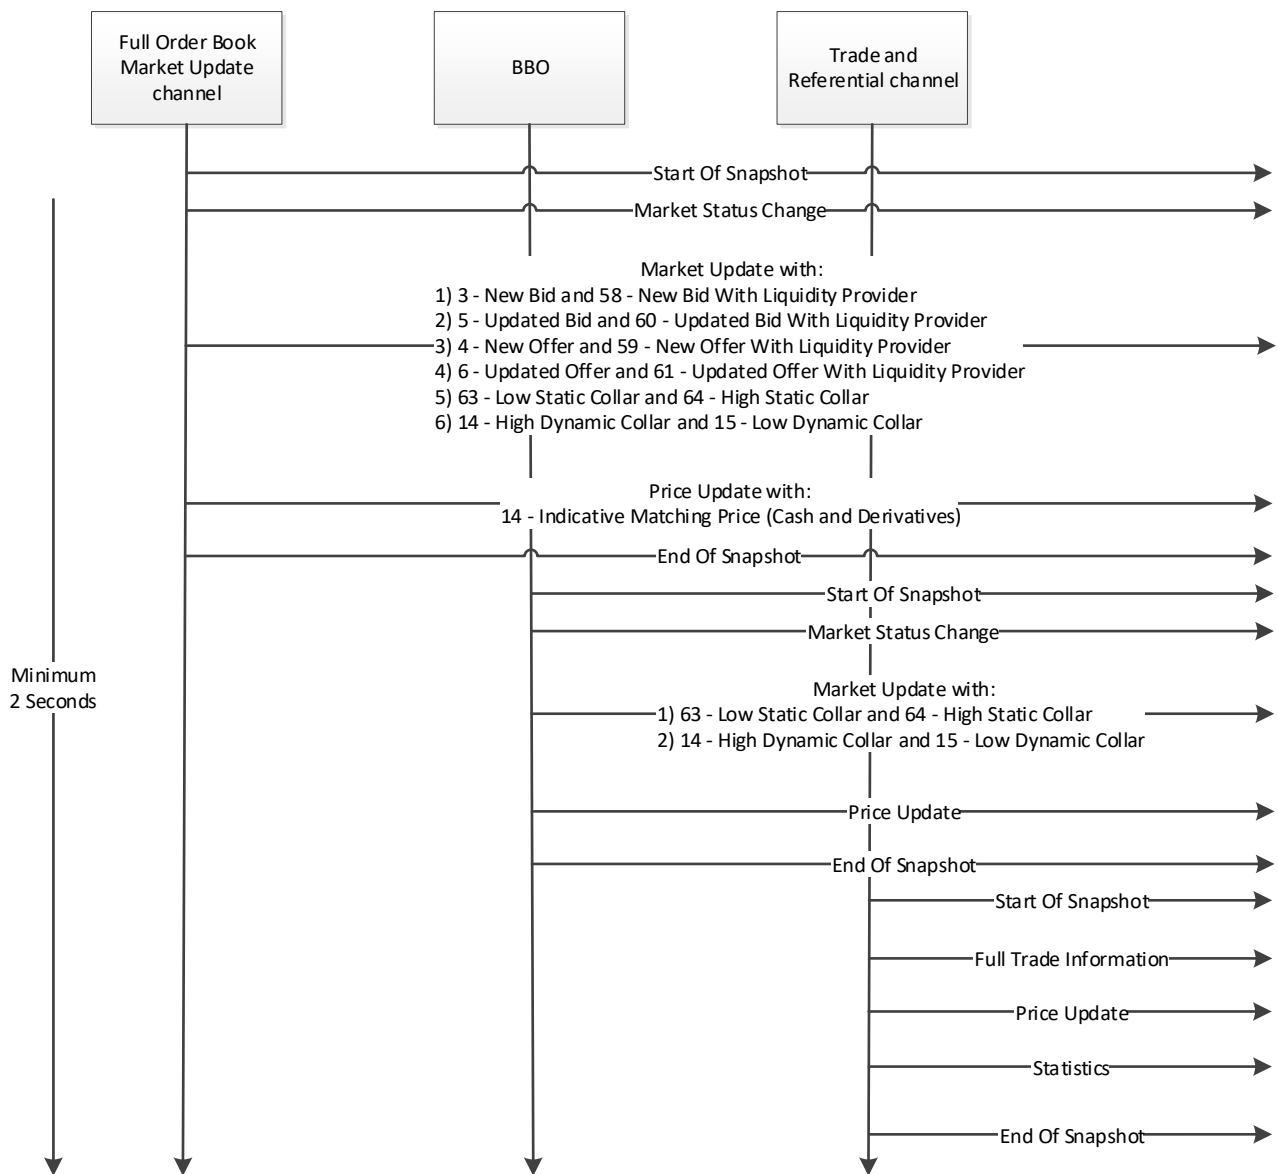 Full Order Book
Market Update
channel
BBO
Trade and
Referential channel
Start Of Snapshot
Market Status Change
Market Update with:
1) 3 - New Bid and 58 - New Bid With Liquidity Provider
2) 5 - Updated Bid and 60 - Updated Bid With Liquidity Provider
3) 4 - New Offer and 59 - New Offer With Liquidity Provider
4) 6 - Updated Offer and 61 - Updated Offer With Liquidity Provider
5) 63 - Low Static Collar and 64 - High Static Collar
6) 14 - High Dynamic Collar and 15 - Low Dynamic Collar
Price Update with:
14 - Indicative Matching Price (Cash and Derivatives)
End Of Snapshot
Start Of Snapshot
Market Status Change
Minimum
2 Seconds
Market Update with:
1) 63 - Low Static Collar and 64 - High Static Collar
2) 14 - High Dynamic Collar and 15 - Low Dynamic Collar
Price Update
End Of Snapshot
Start Of Snapshot
Full Trade Information
Price Update
Statistics
End Of Snapshot